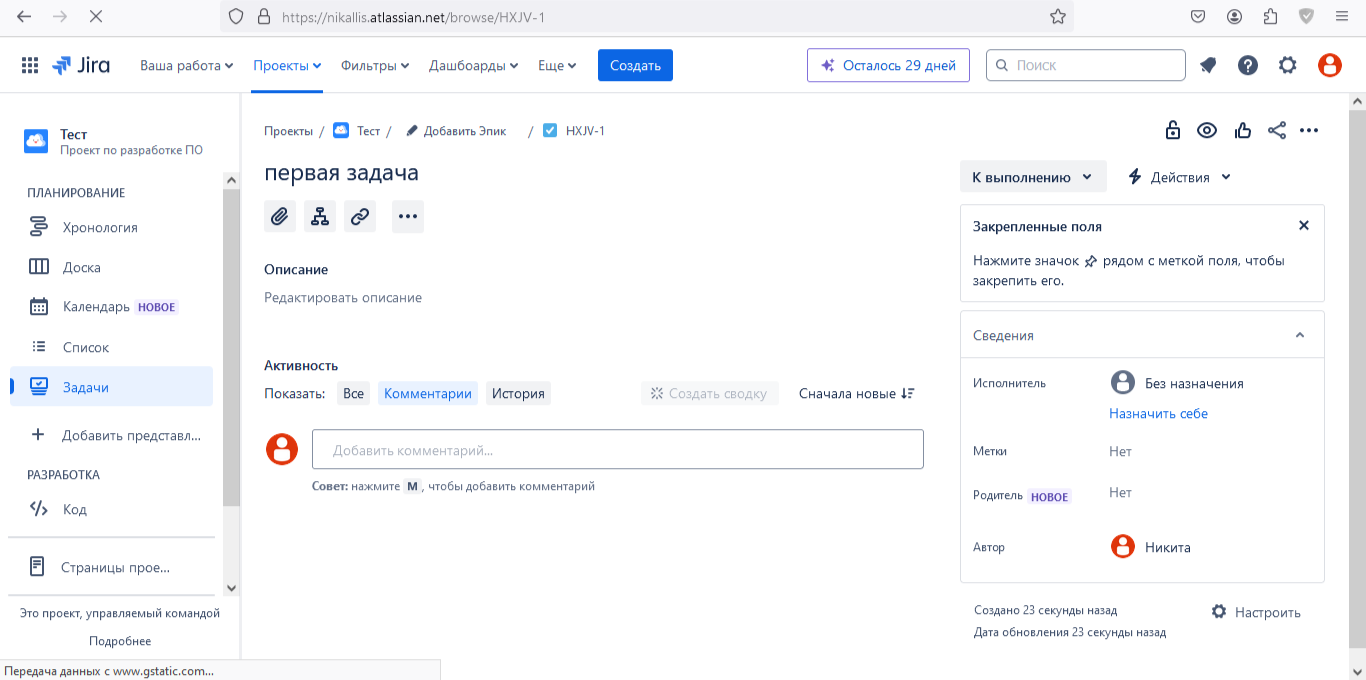 https://nikallis.atlassian.net/browse/HXJV-1
Jira
Ваша работа
Проекты
Фильтры
Дашборды
Еще
Создать
Осталось 29 дней
Поиск
Тест
Проект по разработке ПО
ПЛАНИРОВАНИЕ
Хронология
Доска
Календарь НОВОЕ
Список
Задачи
Добавить представл...
РАЗРАБОТКА
Код
Страницы прое...
Это проект, управляемый командой
Подробнее
Передача данных с www.gstatic.com...
Проекты / Тест / Добавить Эпик / HXJV-1
первая задача
Описание
Редактировать описание
Активность
Показать: Все Комментарии История
Создать сводку
Сначала новые
Добавить комментарий...
Совет: нажмите M, чтобы добавить комментарий
К выполнению
Действия
Закрепленные поля
Нажмите значок рядом с меткой поля, чтобы
закрепить его.
Сведения
Исполнитель
Без назначения
Назначить себе
Метки
Нет
Родитель НОВОЕ
Нет
Автор
Никита
Создано 23 секунды назад
Дата обновления 23 секунды назад
Настроить